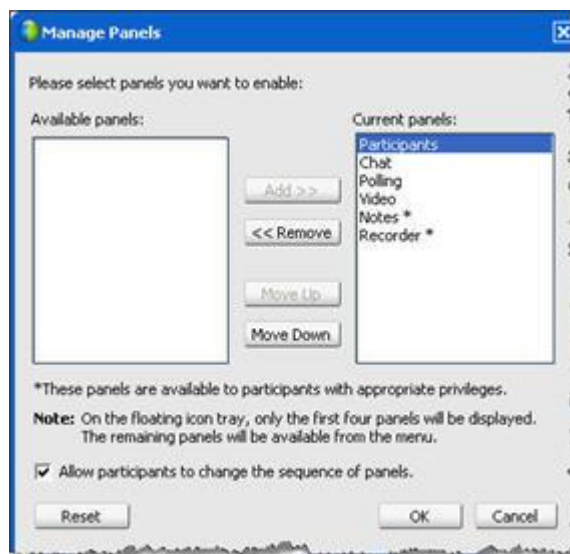 Manage Panels
Please select panels you want to enable:
Available panels:
Current panels:
Participants
Chat
Polling
Video
Notes *
Recorder *
Add >>
<< Remove
Move Up
Move Down
*These panels are available to participants with appropriate privileges.
Note: On the floating icon tray, only the first four panels will be displayed.
The remaining panels will be available from the menu.
Allow participants to change the sequence of panels.
Reset
OK
Cancel